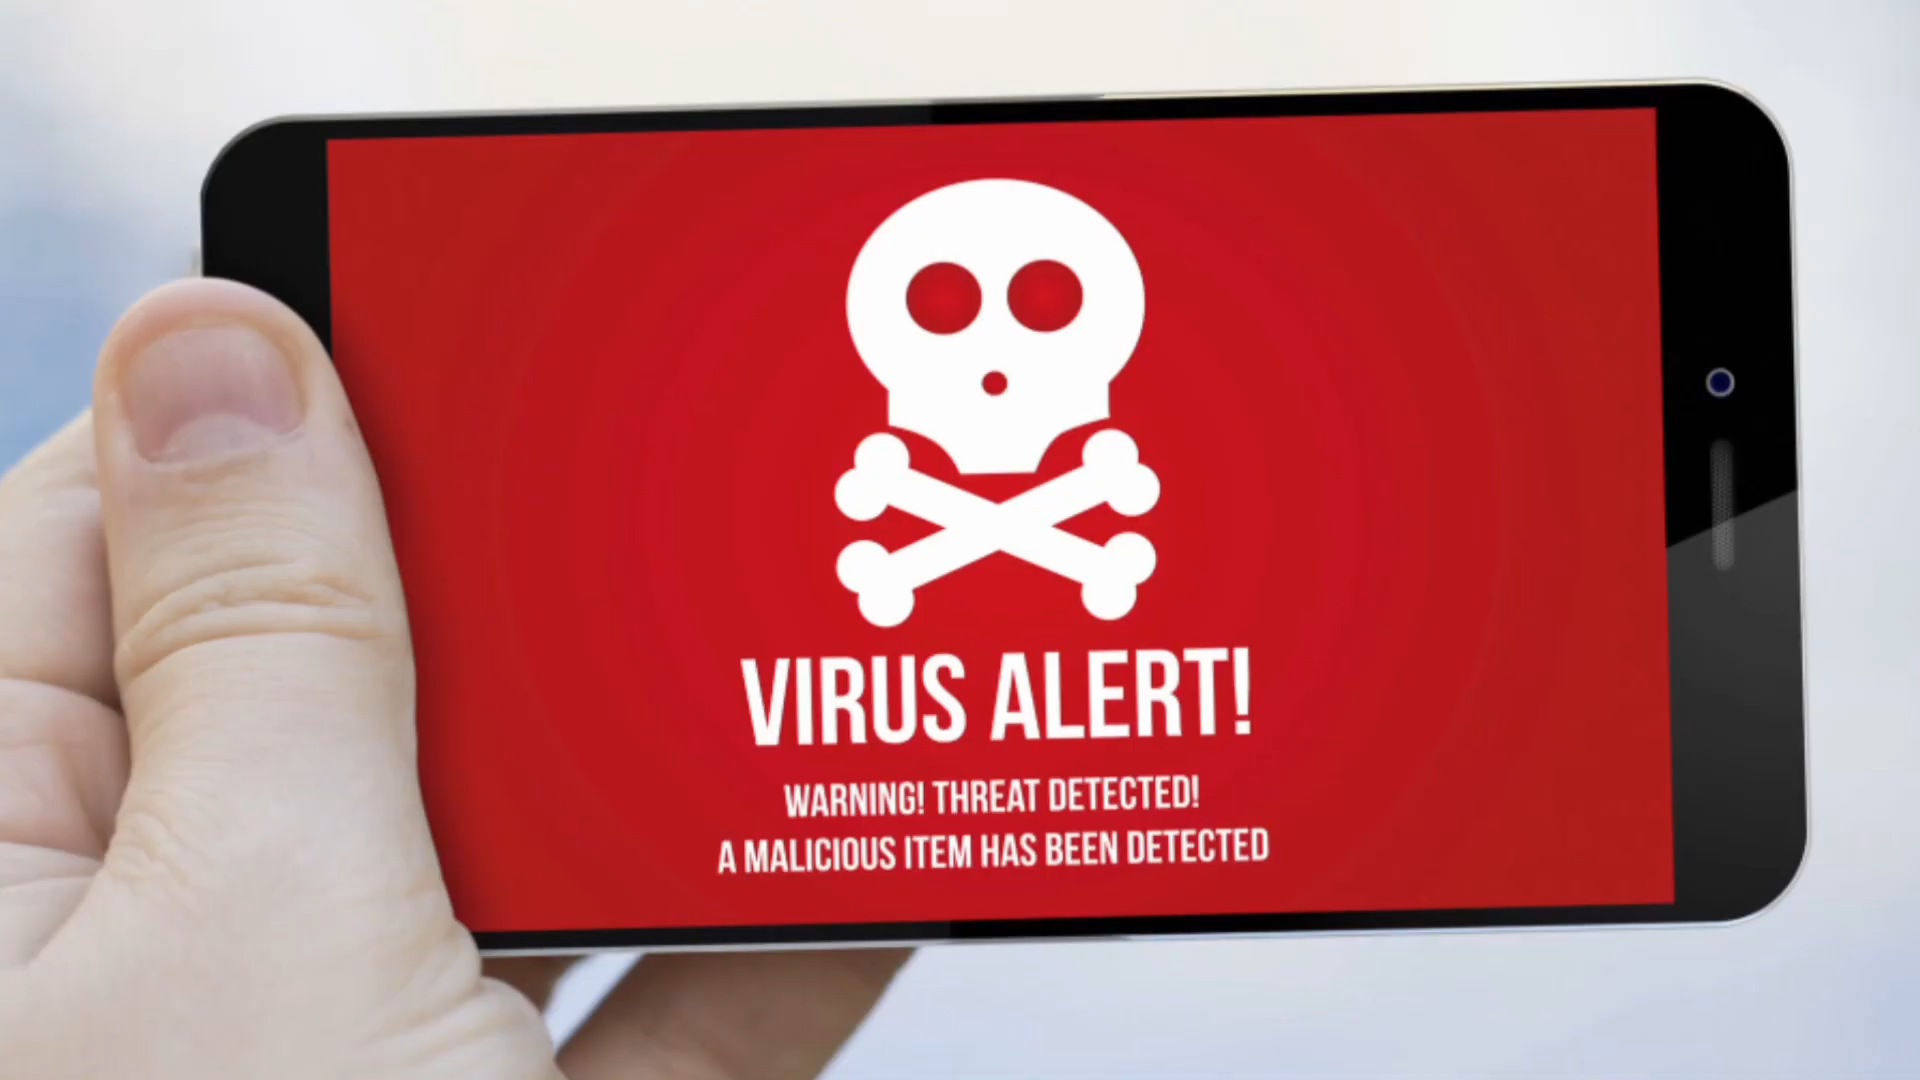 VIRUS ALERT!
WARNING! THREAT DETECTED!
A MALICIOUS ITEM HAS BEEN DETECTED